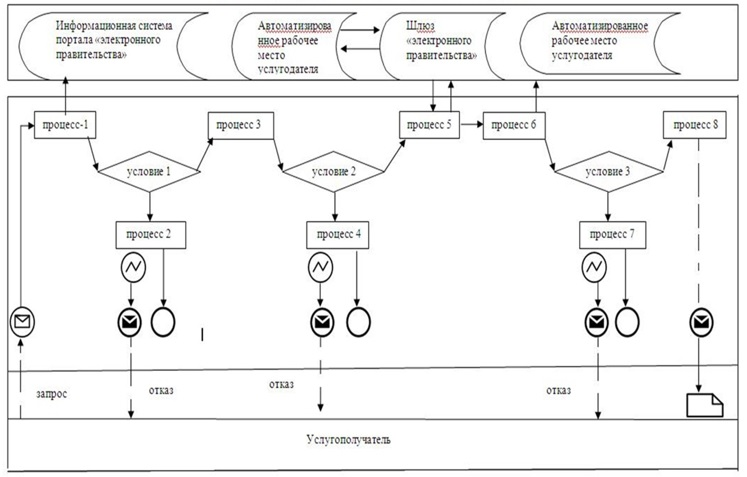 Информационная система
портала «электронного
правительства»
Автоматизирова
нное рабочее
место
услугодателя
Шлюз
«электронного
правительства»
Автоматизированное
рабочее место
услугодателя
процесс-1
процесс 3
процесс 5
процесс 6
процесс 8
условие 1
условие 2
условие 3
процесс 2
процесс 4
процесс 7
запрос
отказ
отказ
отказ
Услугополучатель